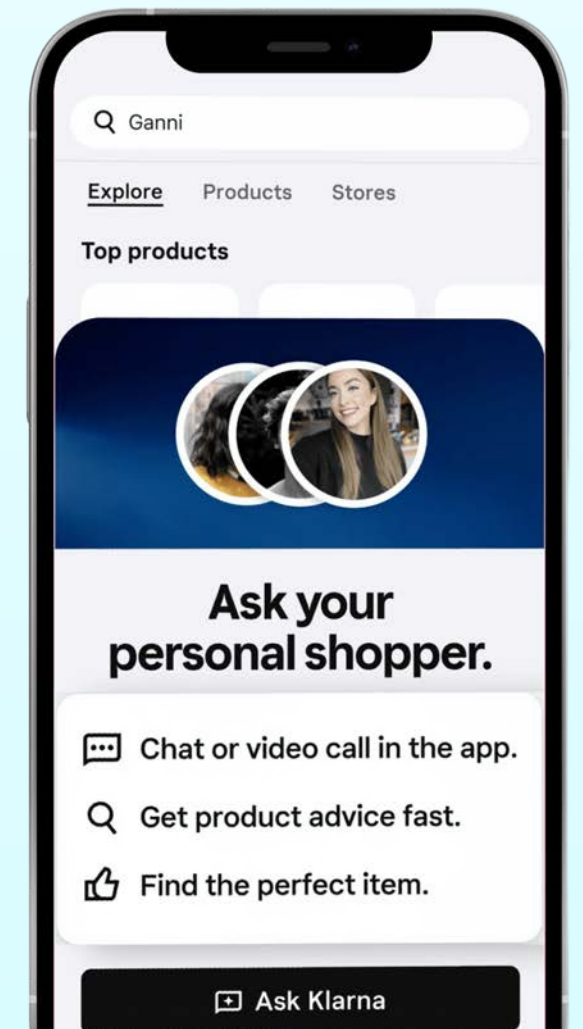 Ganni
Explore Products Stores
Top products
Ask your
personal shopper.
Chat or video call in the app.
Get product advice fast.
Find the perfect item.
Ask Klarna